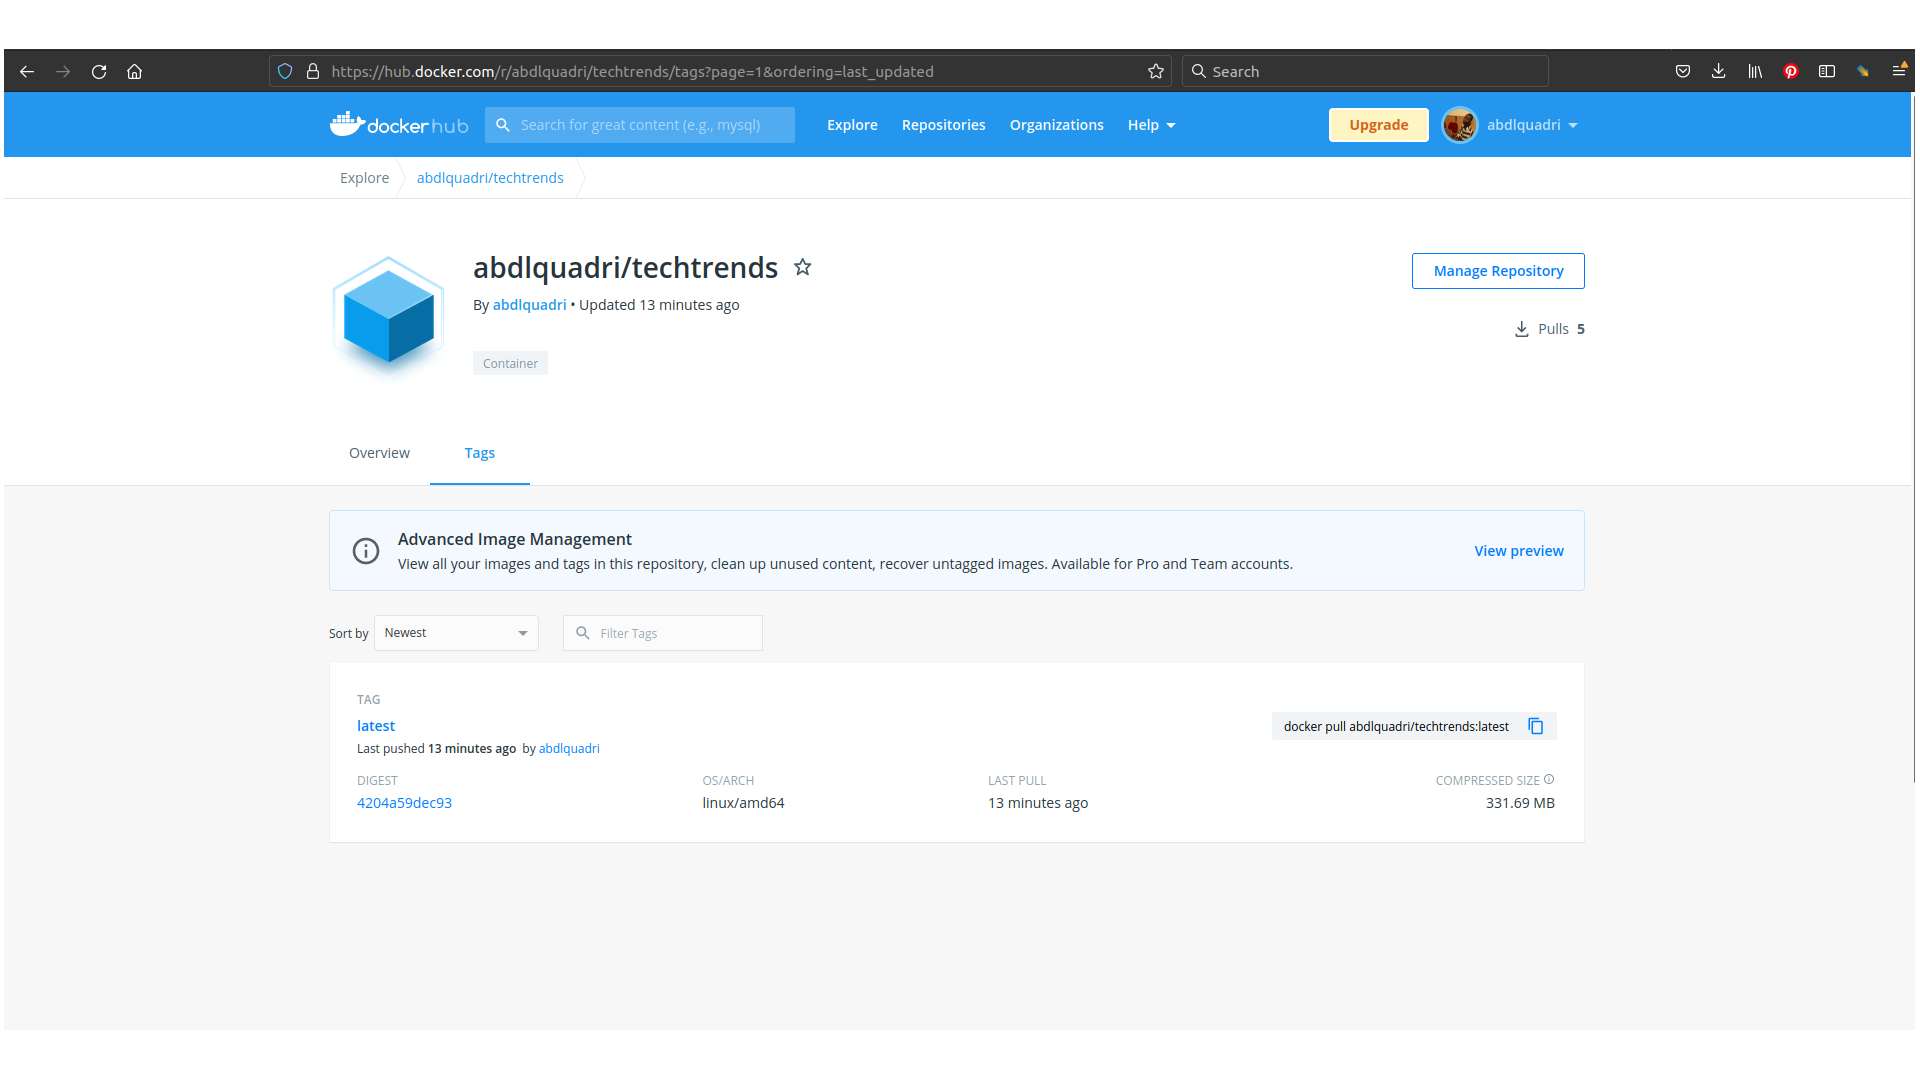 https://hub.docker.com/r/abdlquadri/techtrends/tags?page=1&ordering=last_updated
Search
dockerhub
Search for great content (e.g., mysql)
Explore
Repositories
Organizations
Help
Upgrade
abdlquadri
Explore
abdlquadri/techtrends
abdlquadri/techtrends
Manage Repository
By abdlquadri • Updated 13 minutes ago
Pulls 5
Container
Overview
Tags
Advanced Image Management
View all your images and tags in this repository, clean up unused content, recover untagged images. Available for Pro and Team accounts.
View preview
Sort by
Newest
Filter Tags
TAG
latest
docker pull abdlquadri/techtrends:latest
Last pushed 13 minutes ago by abdlquadri
DIGEST
OS/ARCH
LAST PULL
COMPRESSED SIZE
4204a59dec93
linux/amd64
13 minutes ago
331.69 MB